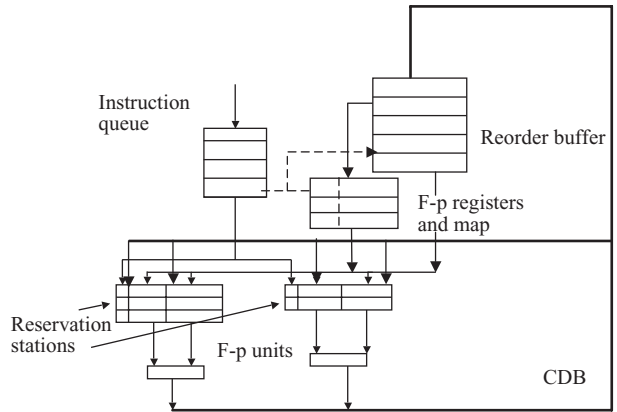 Instruction
queue
Reorder buffer
F-p registers
and map
Reservation
stations
F-p units
CDB